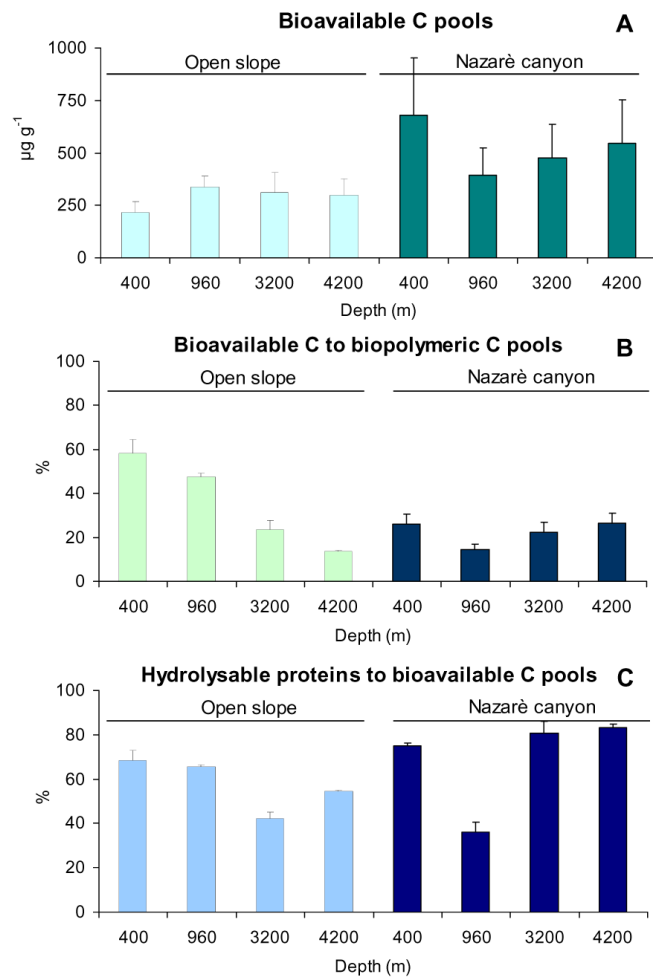 Bioavailable C pools
A
Open slope
Nazarè canyon
µg g-1
1000
750
500
250
0
400 960 3200 4200 400 960 3200 4200
Depth (m)
Bioavailable C to biopolymeric C pools
B
Open slope
Nazarè canyon
%
100
80
60
40
20
0
400 960 3200 4200 400 960 3200 4200
Depth (m)
Hydrolysable proteins to bioavailable C pools
C
Open slope
Nazarè canyon
%
100
80
60
40
20
0
400 960 3200 4200 400 960 3200 4200
Depth (m)